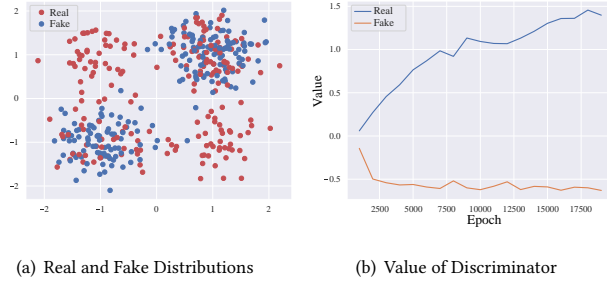 Real
Fake
2
1
0
−1
−2
−2
−1
0
1
2
(a) Real and Fake Distributions
Real
Fake
Value
1.5
1.0
0.5
0.0
−0.5
2500
5000
7500
10000
12500
15000
17500
Epoch
(b) Value of Discriminator